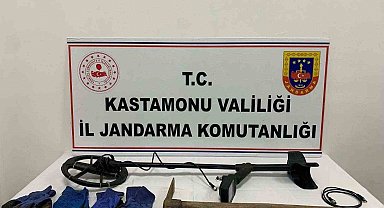 T.C.
KASTAMONU VALİLİĞİ
İL JANDARMA KOMUTANLIĞI